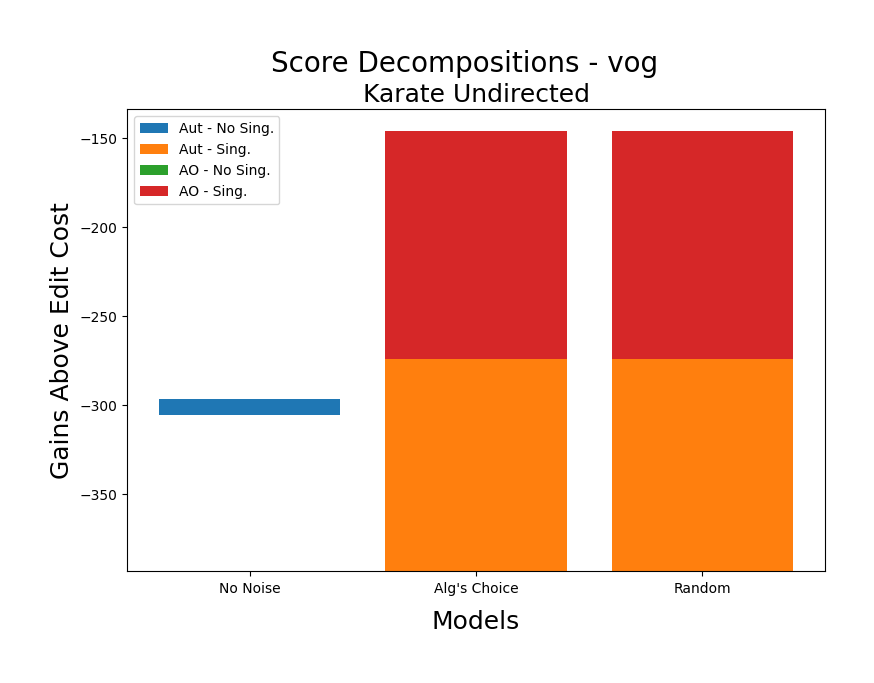 Score Decompositions - vog
Karate Undirected
Aut - No Sing.
Aut - Sing.
AO - No Sing.
AO - Sing.
Gains Above Edit Cost
−150
−200
−250
−300
−350
No Noise
Alg's Choice
Random
Models